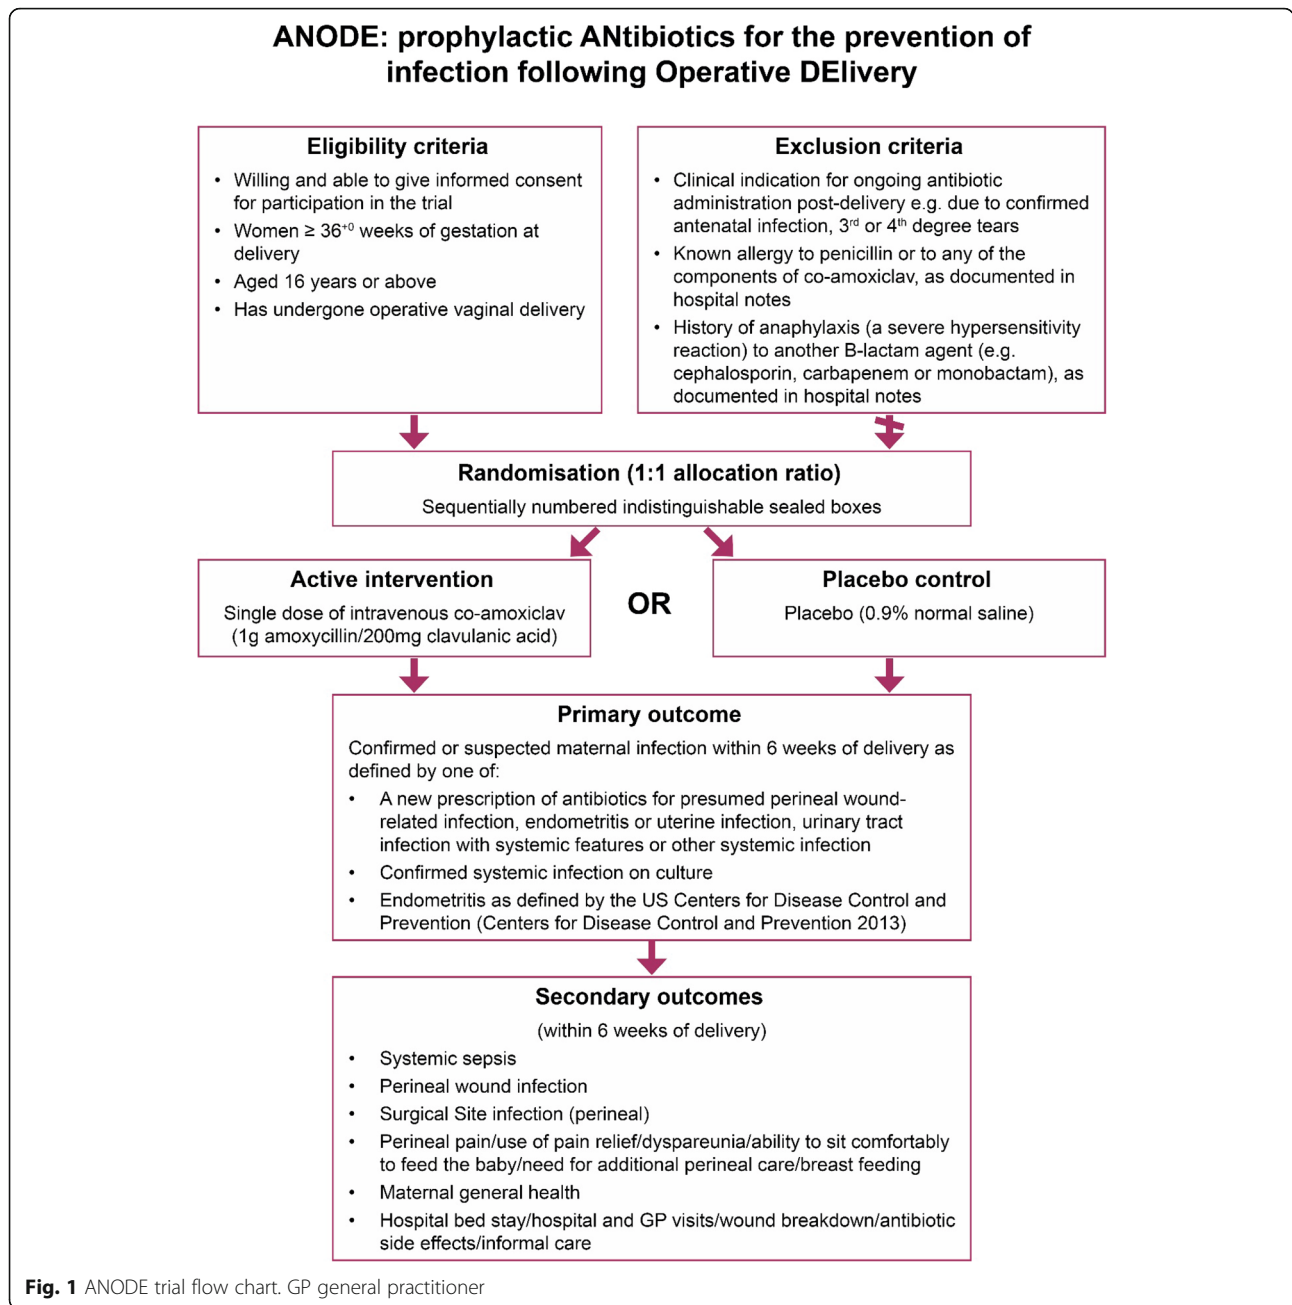 ANODE: prophylactic ANtibiotics for the prevention of
infection following Operative DElivery
Eligibility criteria
• Willing and able to give informed consent
for participation in the trial
• Women ≥ 36⁺⁰ weeks of gestation at
delivery
• Aged 16 years or above
• Has undergone operative vaginal delivery
Exclusion criteria
• Clinical indication for ongoing antibiotic
administration post-delivery e.g. due to confirmed
antenatal infection, 3ʳᵈ or 4ᵗʰ degree tears
• Known allergy to penicillin or to any of the
components of co-amoxiclav, as documented in
hospital notes
• History of anaphylaxis (a severe hypersensitivity
reaction) to another B-lactam agent (e.g.
cephalosporin, carbapenem or monobactam), as
documented in hospital notes
Randomisation (1:1 allocation ratio)
Sequentially numbered indistinguishable sealed boxes
Active intervention
Single dose of intravenous co-amoxiclav
(1g amoxycillin/200mg clavulanic acid)
OR
Placebo control
Placebo (0.9% normal saline)
Primary outcome
Confirmed or suspected maternal infection within 6 weeks of delivery as
defined by one of:
• A new prescription of antibiotics for presumed perineal wound-
related infection, endometritis or uterine infection, urinary tract
infection with systemic features or other systemic infection
• Confirmed systemic infection on culture
• Endometritis as defined by the US Centers for Disease Control and
Prevention (Centers for Disease Control and Prevention 2013)
Secondary outcomes
(within 6 weeks of delivery)
• Systemic sepsis
• Perineal wound infection
• Surgical Site infection (perineal)
• Perineal pain/use of pain relief/dyspareunia/ability to sit comfortably
to feed the baby/need for additional perineal care/breast feeding
• Maternal general health
• Hospital bed stay/hospital and GP visits/wound breakdown/antibiotic
side effects/informal care
Fig. 1 ANODE trial flow chart. GP general practitioner